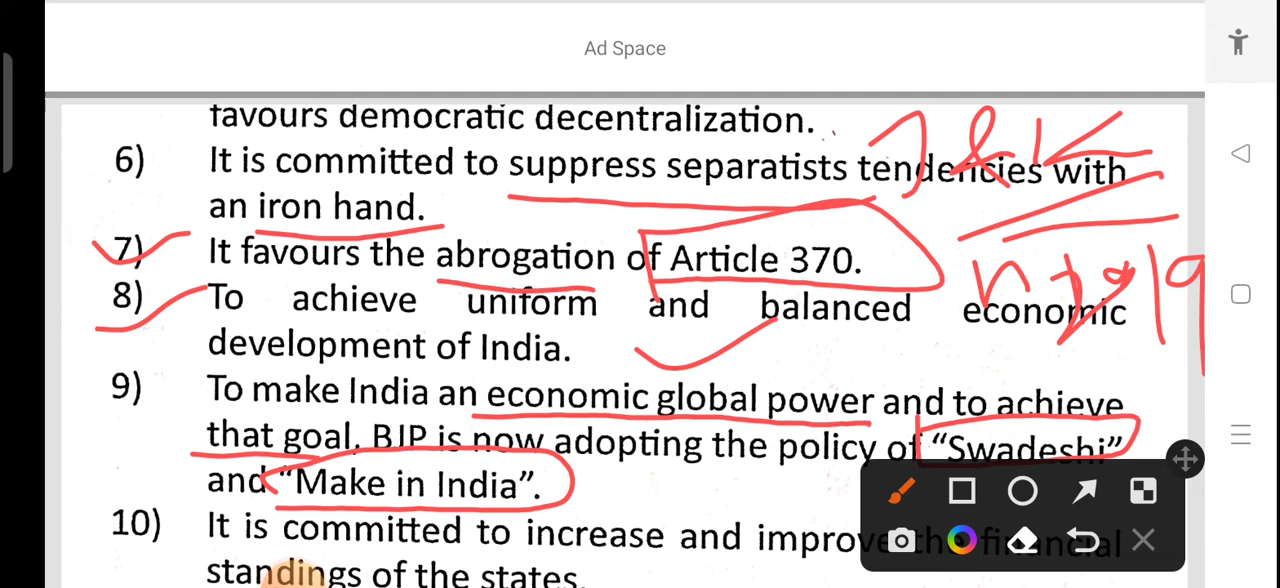 Ad Space
favours democratic decentralization.
6) It is committed to suppress separatists tendencies with
an iron hand.
7) It favours the abrogation of Article 370.
8) To achieve uniform and balanced economic
development of India.
9) To make India an economic global power and to achieve
that goal, BJP is now adopting the policy of "Swadeshi"
and "Make in India".
10) It is committed to increase and improve the financial
standings of the states.
J & K